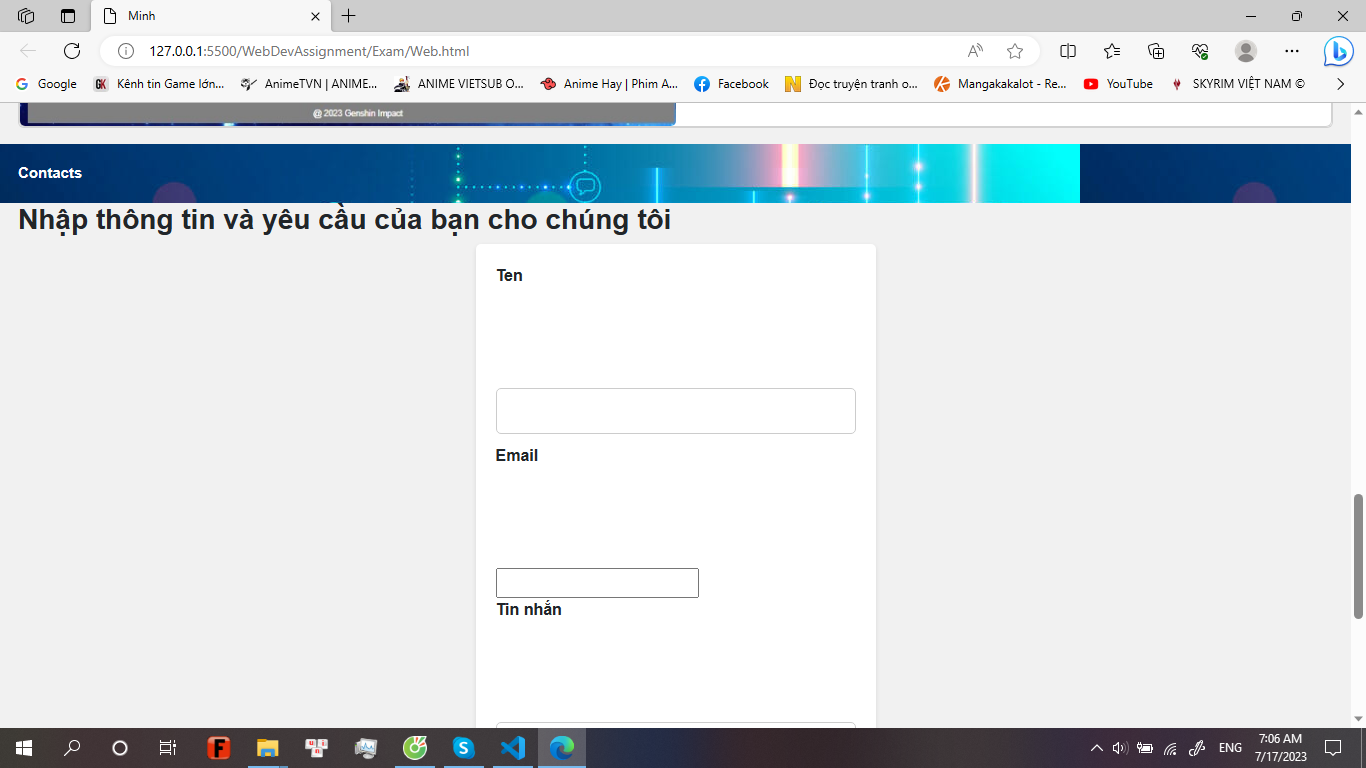 Minh
127.0.0.1:5500/WebDevAssignment/Exam/Web.html
Google
Kênh tin Game lớn...
AnimeTVN | ANIME...
ANIME VIETSUB O...
Anime Hay | Phim A...
Facebook
Đọc truyện tranh o...
Mangakakalot - Re...
YouTube
SKYRIM VIỆT NAM ©
@ 2023 Genshin Impact
Contacts
Nhập thông tin và yêu cầu của bạn cho chúng tôi
Ten
Email
Tin nhắn
ENG
7:06 AM
7/17/2023